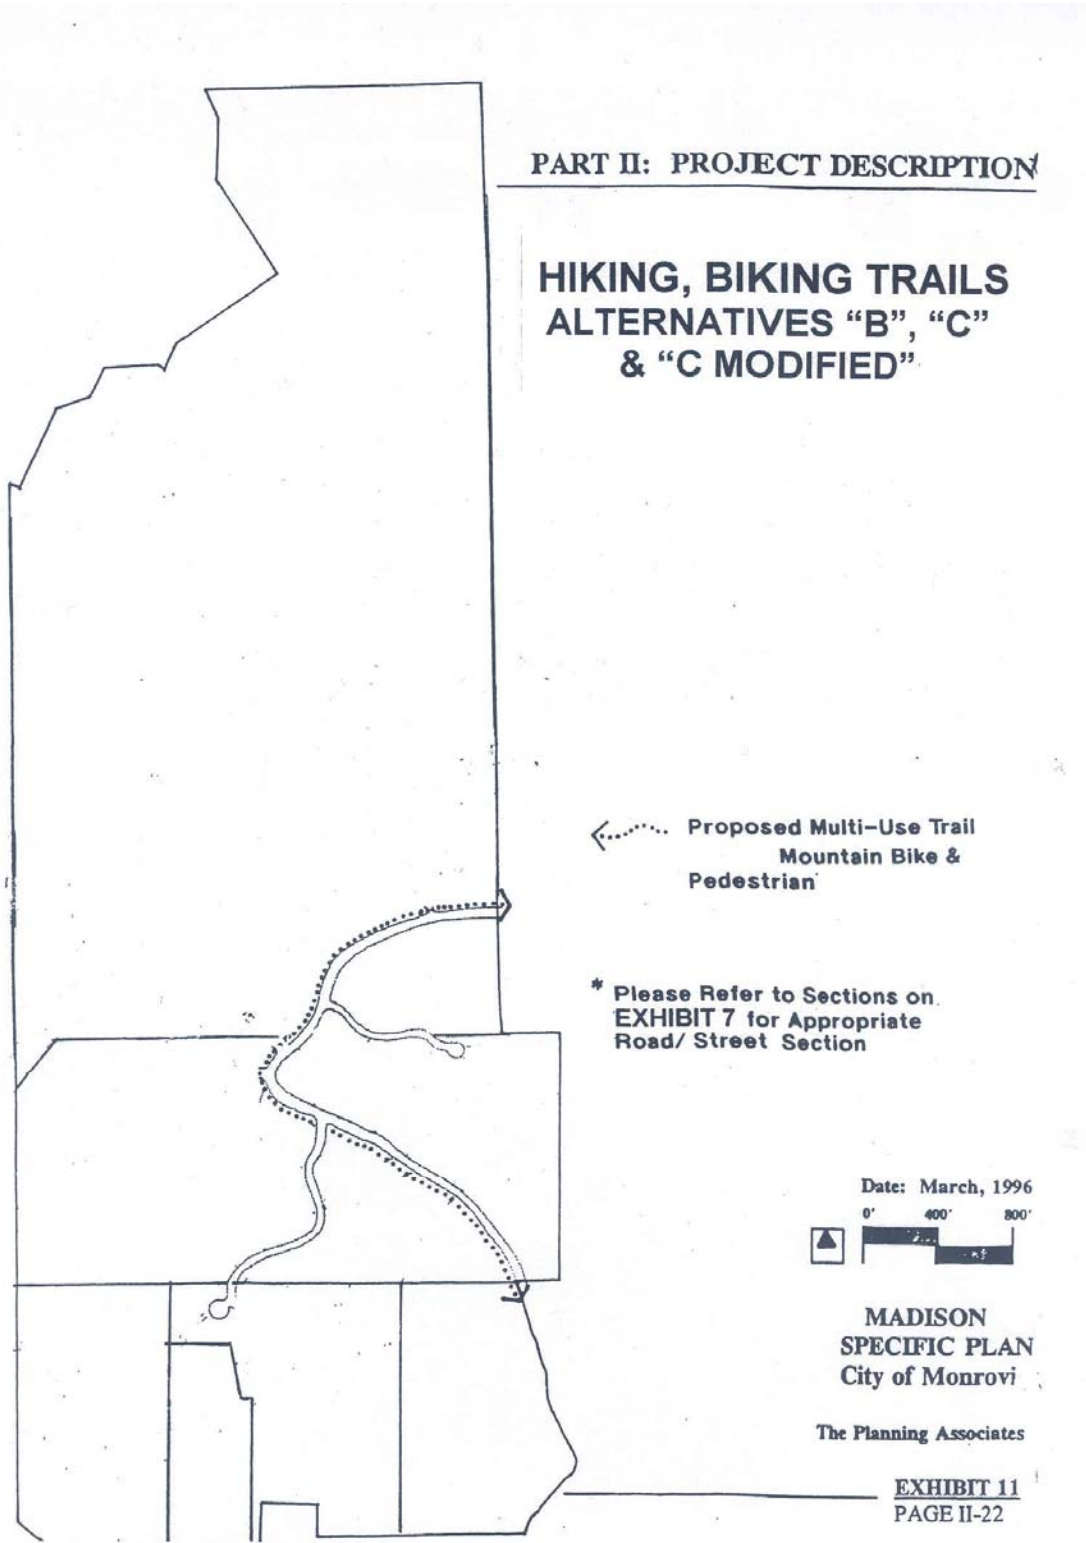 PART II: PROJECT DESCRIPTION
HIKING, BIKING TRAILS
ALTERNATIVES “B”, “C”
& “C MODIFIED”
Proposed Multi-Use Trail
Mountain Bike &
Pedestrian
* Please Refer to Sections on
EXHIBIT 7 for Appropriate
Road/ Street Section
Date: March, 1996
0' 400' 800'
MADISON
SPECIFIC PLAN
City of Monrovi
The Planning Associates
EXHIBIT 11
PAGE II-22